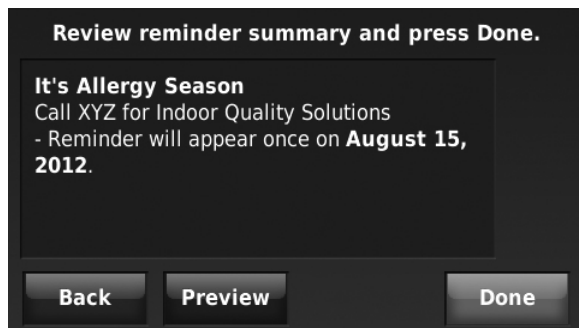 Review reminder summary and press Done.
It's Allergy Season
Call XYZ for Indoor Quality Solutions
- Reminder will appear once on August 15,
2012.
Back Preview Done